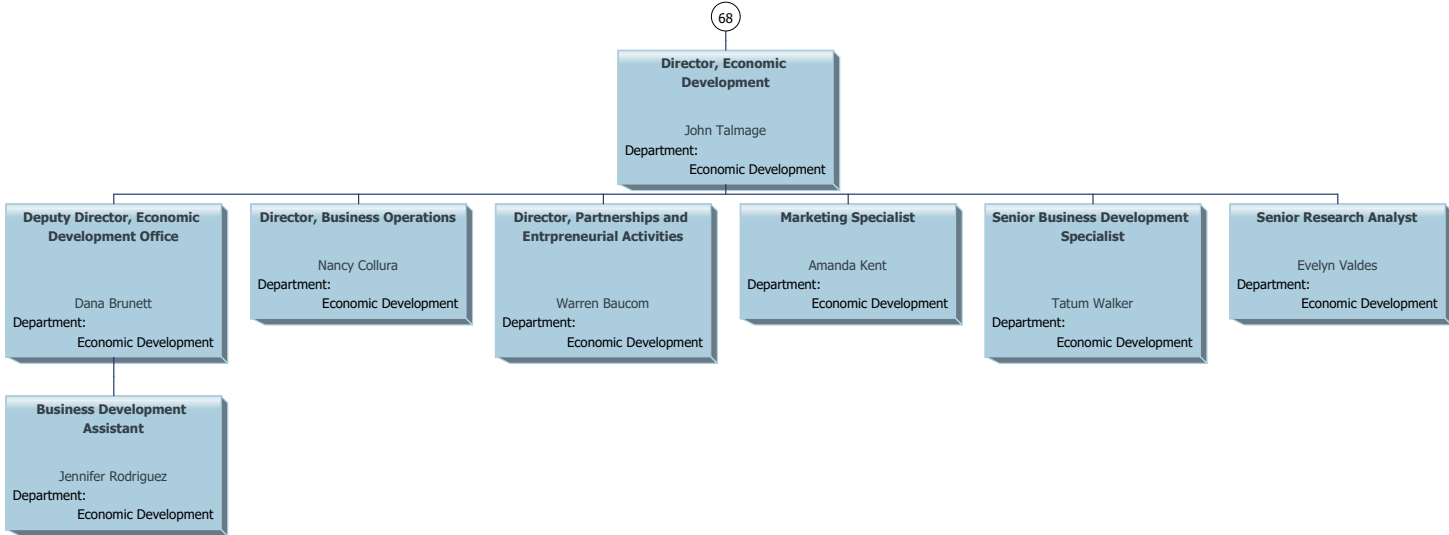 68
Director, Economic
Development
John Talmage
Department:
Economic Development
Deputy Director, Economic
Development Office
Dana Brunett
Department:
Economic Development
Director, Business Operations
Nancy Collura
Department:
Economic Development
Director, Partnerships and
Entrpreneurial Activities
Warren Baucom
Department:
Economic Development
Marketing Specialist
Amanda Kent
Department:
Economic Development
Senior Business Development
Specialist
Tatum Walker
Department:
Economic Development
Senior Research Analyst
Evelyn Valdes
Department:
Economic Development
Business Development
Assistant
Jennifer Rodriguez
Department:
Economic Development